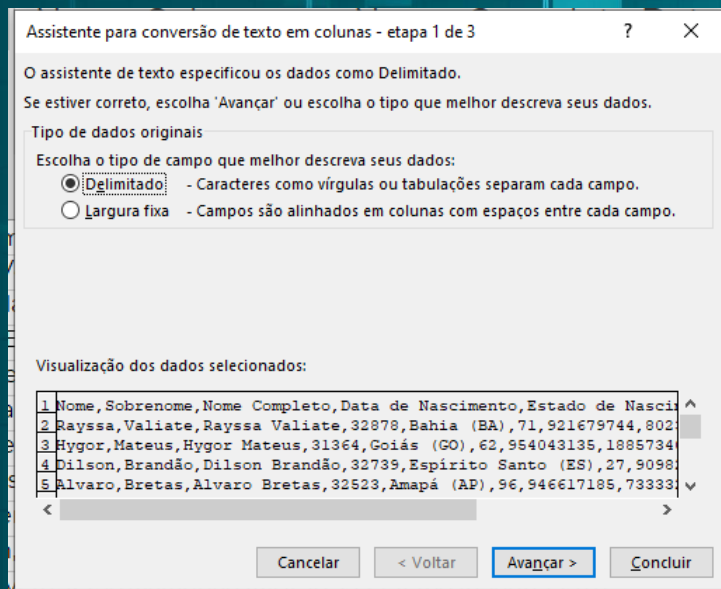 Assistente para conversão de texto em colunas - etapa 1 de 3 ? ×
O assistente de texto especificou os dados como Delimitado.
Se estiver correto, escolha 'Avançar' ou escolha o tipo que melhor descreva seus dados.
Tipo de dados originais
Escolha o tipo de campo que melhor descreva seus dados:
Delimitado - Caracteres como vírgulas ou tabulações separam cada campo.
Largura fixa - Campos são alinhados em colunas com espaços entre cada campo.
Visualização dos dados selecionados:
1 Nome,Sobrenome,Nome Completo,Data de Nascimento,Estado de
2 Rayssa,Valiate,Rayssa Valiate,32878,Bahia (BA),71,921679744,802
3 Hygor,Mateus,Hygor Mateus,31364,Goiás (GO),62,954043135,1885734
4 Dilson,Brandão,Dilson Brandão,32739,Espírito Santo (ES),27,9098
5 Alvaro,Bretas,Alvaro Bretas,32523,Amapá (AP),96,946617185,73333
Cancelar < Voltar Avançar > Concluir